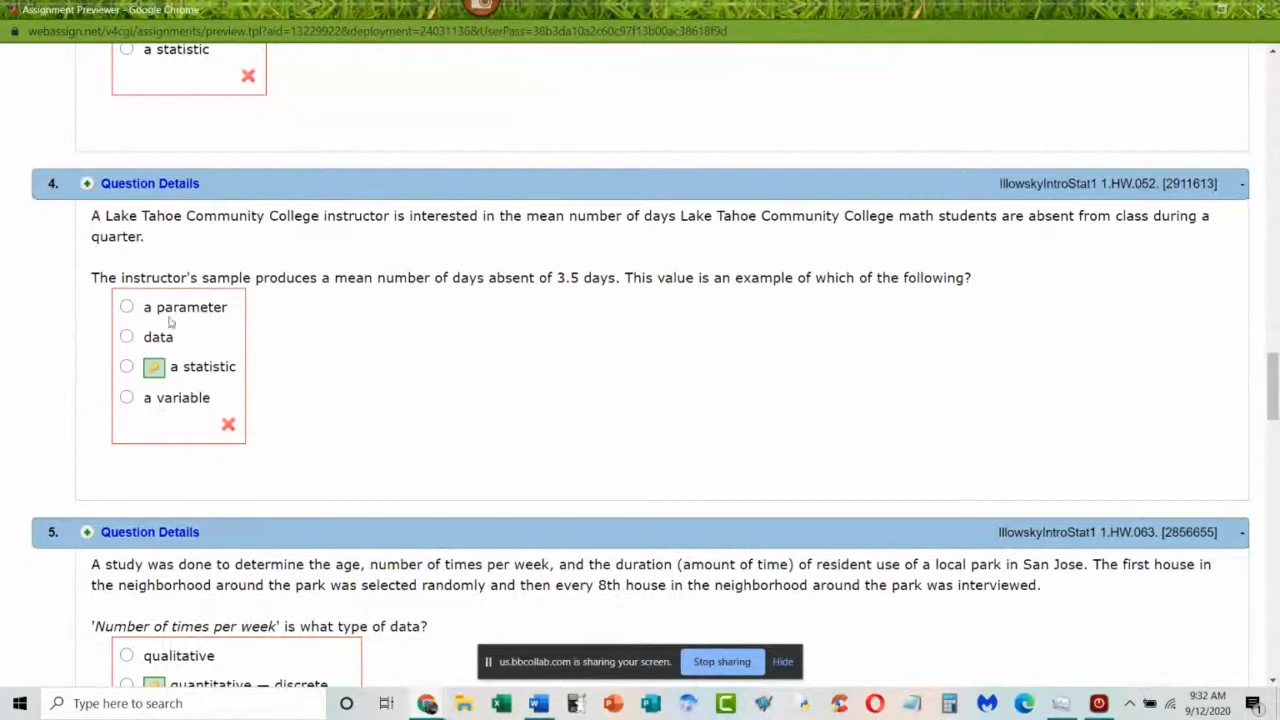 Assignment Previewer - Google Chrome
webassign.net/v4cgi/assignments/preview.tpl?aid=13229922&deployment=24031136&UserPass=38b3da10a2c60c97f13b00ac38618f9d
a statistic
4. Question Details IllowskyIntroStat1 1.HW.052. [2911613] -
A Lake Tahoe Community College instructor is interested in the mean number of days Lake Tahoe Community College math students are absent from class during a
quarter.
The instructor's sample produces a mean number of days absent of 3.5 days. This value is an example of which of the following?
a parameter
data
a statistic
a variable
5. Question Details IllowskyIntroStat1 1.HW.063. [2856655] -
A study was done to determine the age, number of times per week, and the duration (amount of time) of resident use of a local park in San Jose. The first house in
the neighborhood around the park was selected randomly and then every 8th house in the neighborhood around the park was interviewed.
'Number of times per week' is what type of data?
qualitative
quantitative — discrete
us.bbcollab.com is sharing your screen. Stop sharing Hide
Type here to search
9:32 AM
9/12/2020